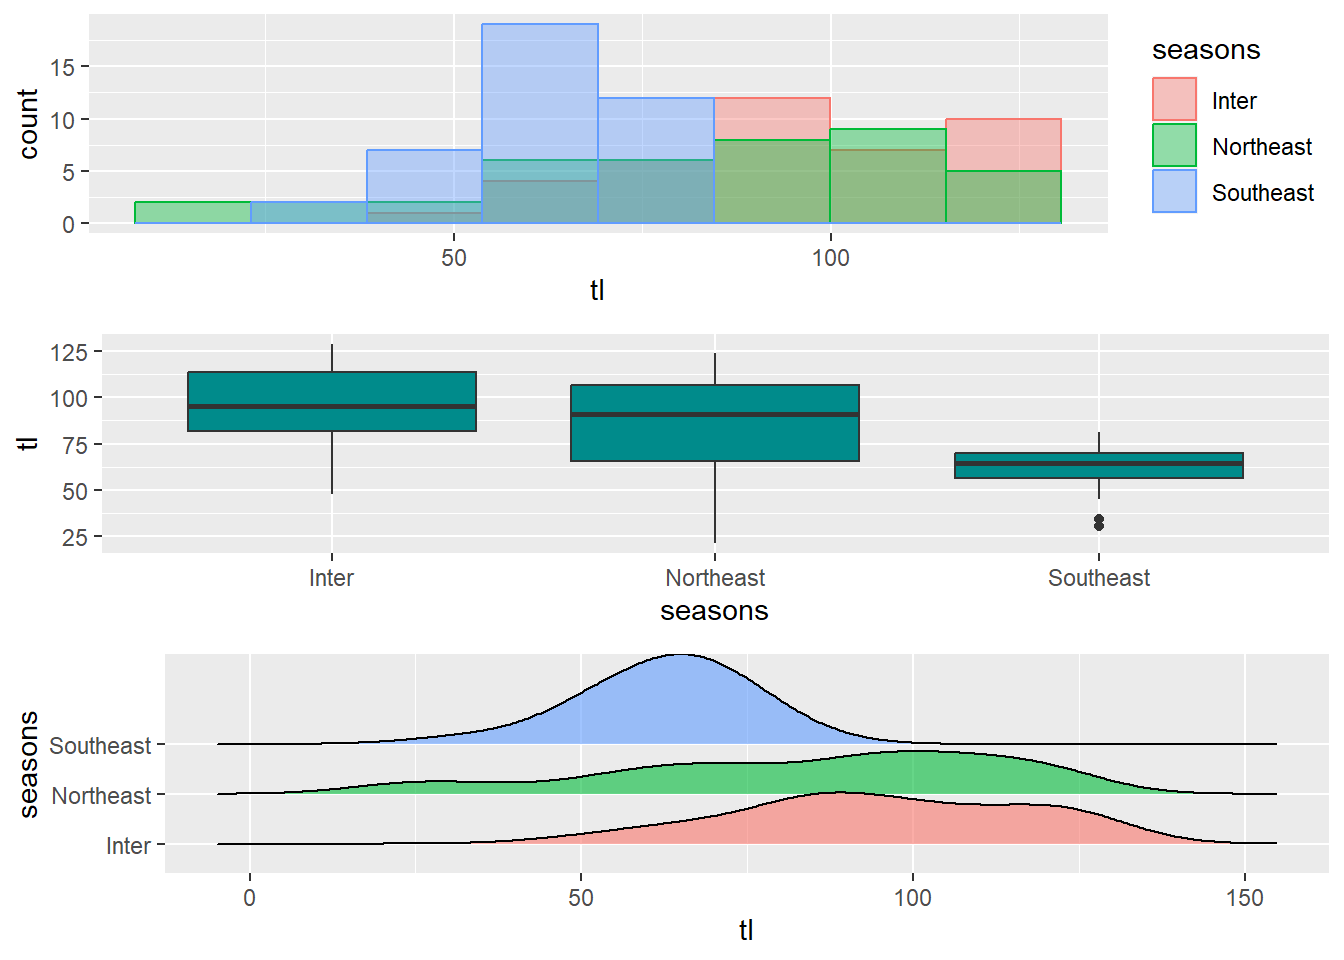 count
15
10
5
0
50 100
tl
seasons
Inter
Northeast
Southeast
tl
125
100
75
50
25
Inter Northeast Southeast
seasons
seasons
Southeast
Northeast
Inter
0 50 100 150
tl